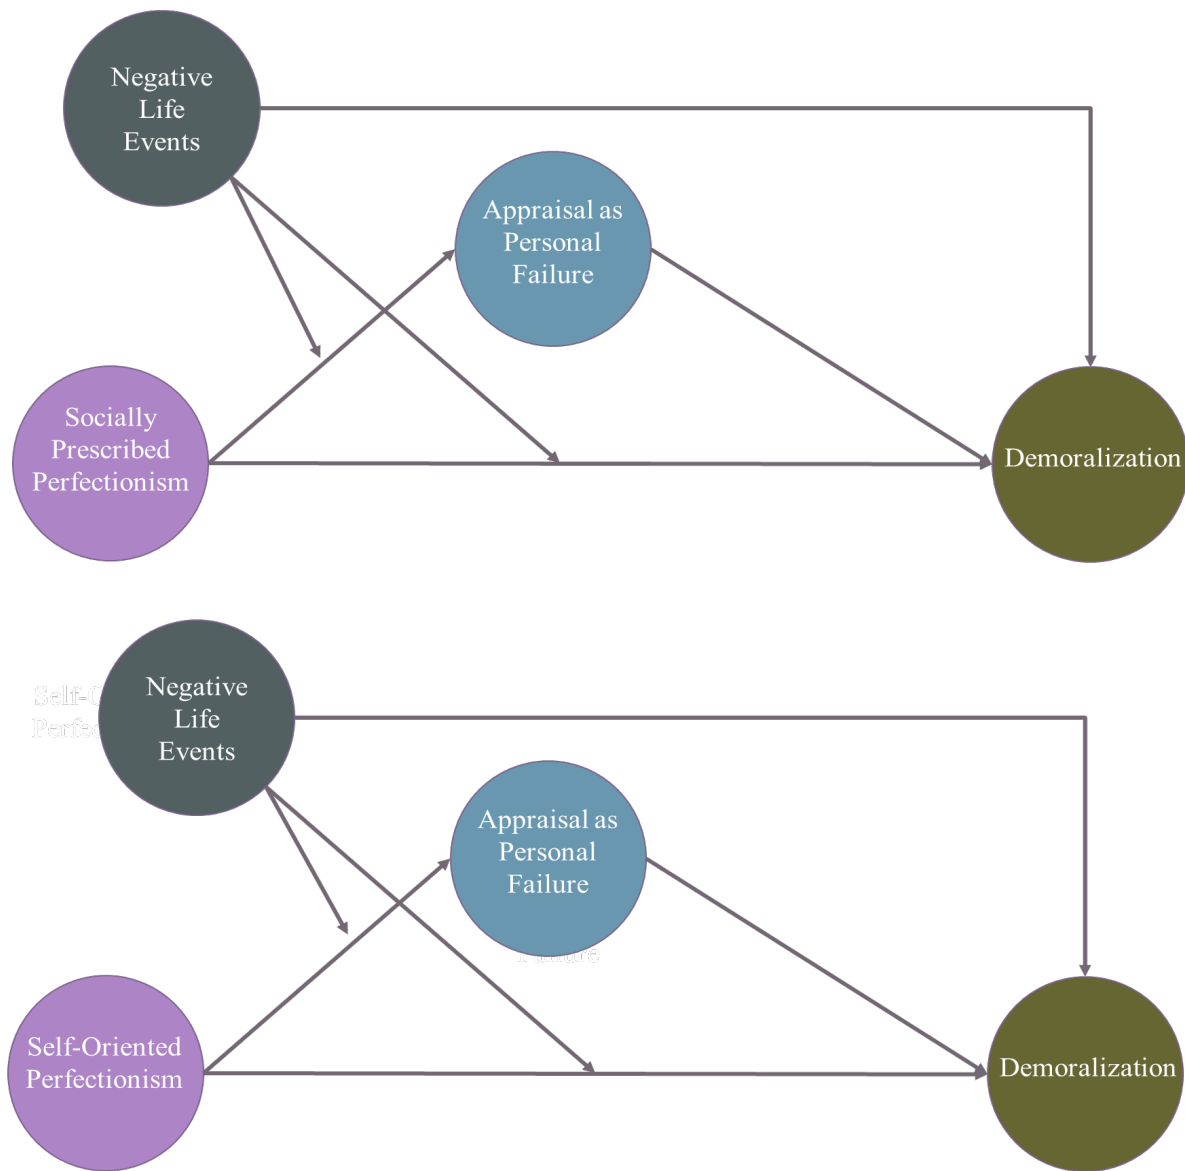 Negative
Life
Events
Appraisal as
Personal
Failure
Socially
Prescribed
Perfectionism
Demoralization
Negative
Life
Events
Appraisal as
Personal
Failure
Self-Oriented
Perfectionism
Demoralization